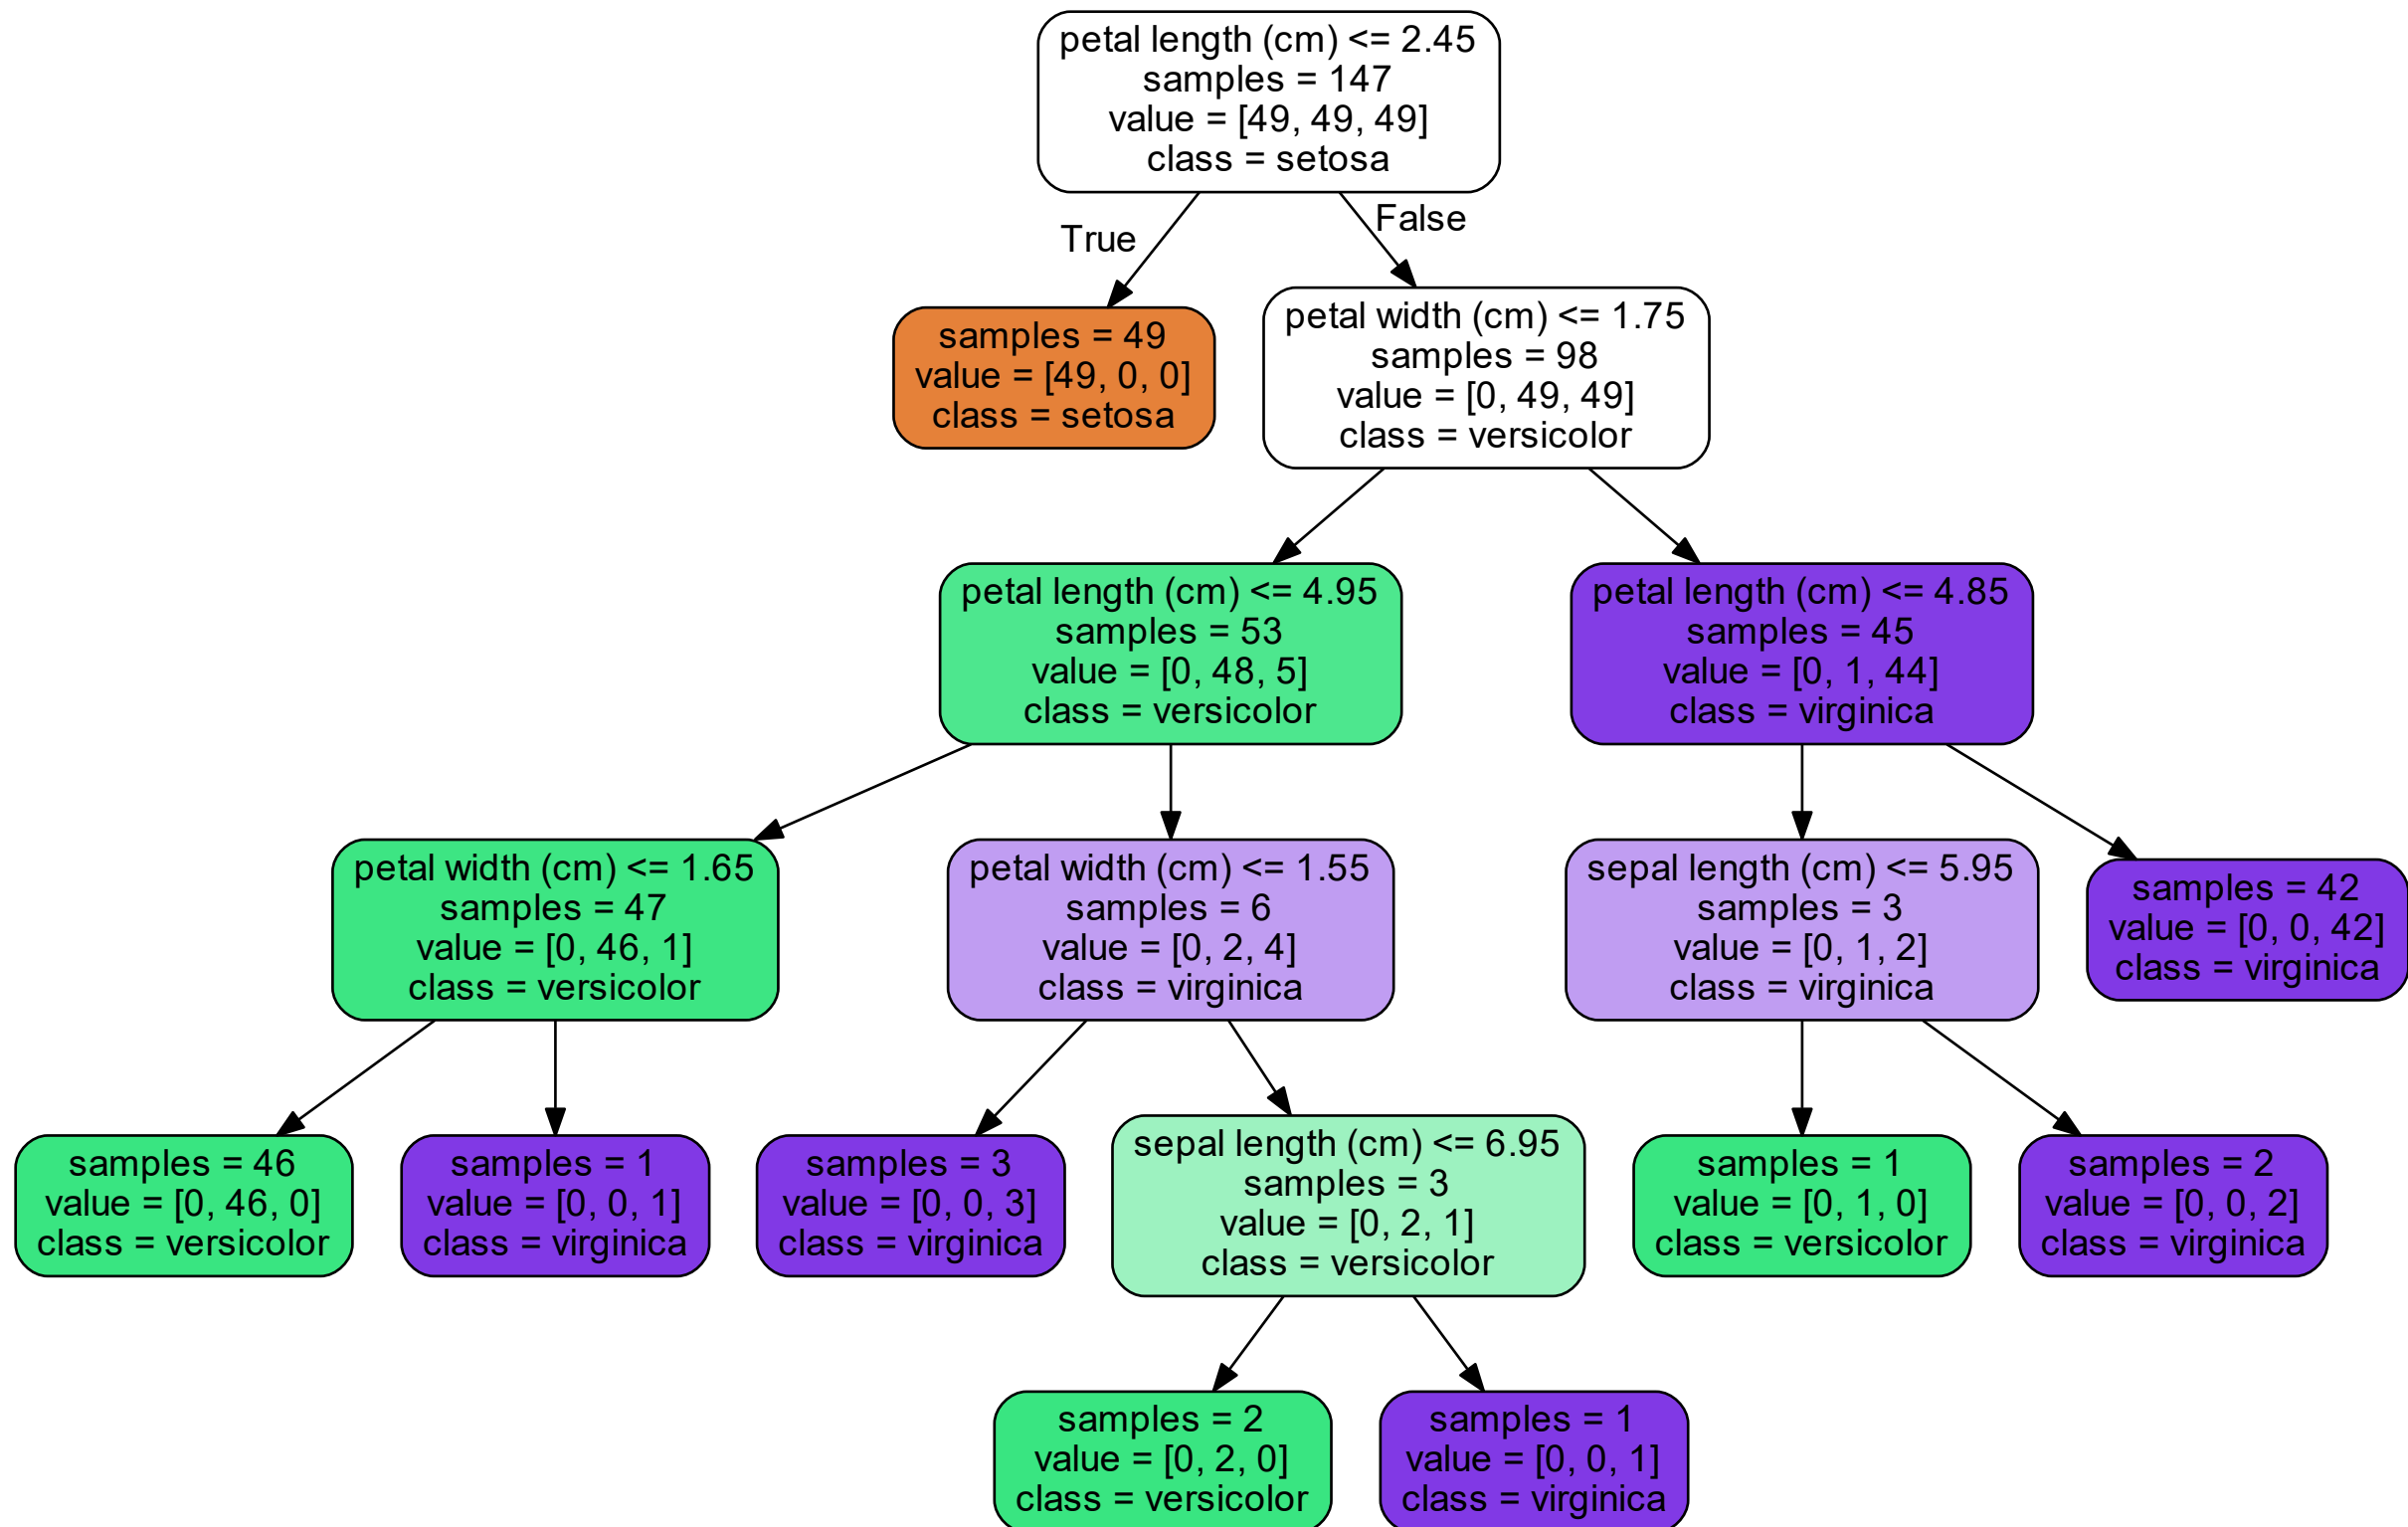 petal length (cm) <= 2.45
samples = 147
value = [49, 49, 49]
class = setosa
True
False
samples = 49
value = [49, 0, 0]
class = setosa
petal width (cm) <= 1.75
samples = 98
value = [0, 49, 49]
class = versicolor
petal length (cm) <= 4.95
samples = 53
value = [0, 48, 5]
class = versicolor
petal length (cm) <= 4.85
samples = 45
value = [0, 1, 44]
class = virginica
petal width (cm) <= 1.65
samples = 47
value = [0, 46, 1]
class = versicolor
petal width (cm) <= 1.55
samples = 6
value = [0, 2, 4]
class = virginica
sepal length (cm) <= 5.95
samples = 3
value = [0, 1, 2]
class = virginica
samples = 42
value = [0, 0, 42]
class = virginica
samples = 46
value = [0, 46, 0]
class = versicolor
samples = 1
value = [0, 0, 1]
class = virginica
samples = 3
value = [0, 0, 3]
class = virginica
sepal length (cm) <= 6.95
samples = 3
value = [0, 2, 1]
class = versicolor
samples = 1
value = [0, 1, 0]
class = versicolor
samples = 2
value = [0, 0, 2]
class = virginica
samples = 2
value = [0, 2, 0]
class = versicolor
samples = 1
value = [0, 0, 1]
class = virginica